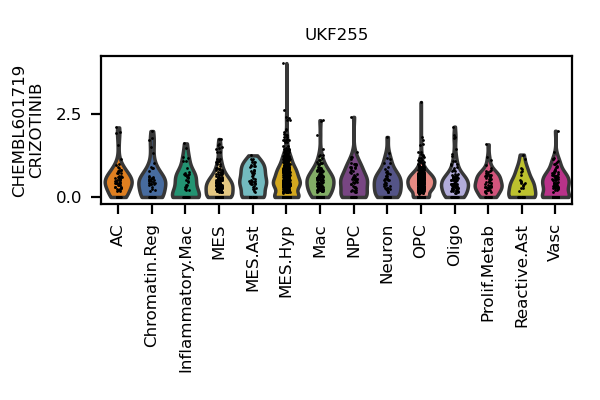 UKF255
CHEMBL601719
CRIZOTINIB
2.5
0.0
AC
Chromatin.Reg
Inflammatory.Mac
MES
MES.Ast
MES.Hyp
Mac
NPC
Neuron
OPC
Oligo
Prolif.Metab
Reactive.Ast
Vasc